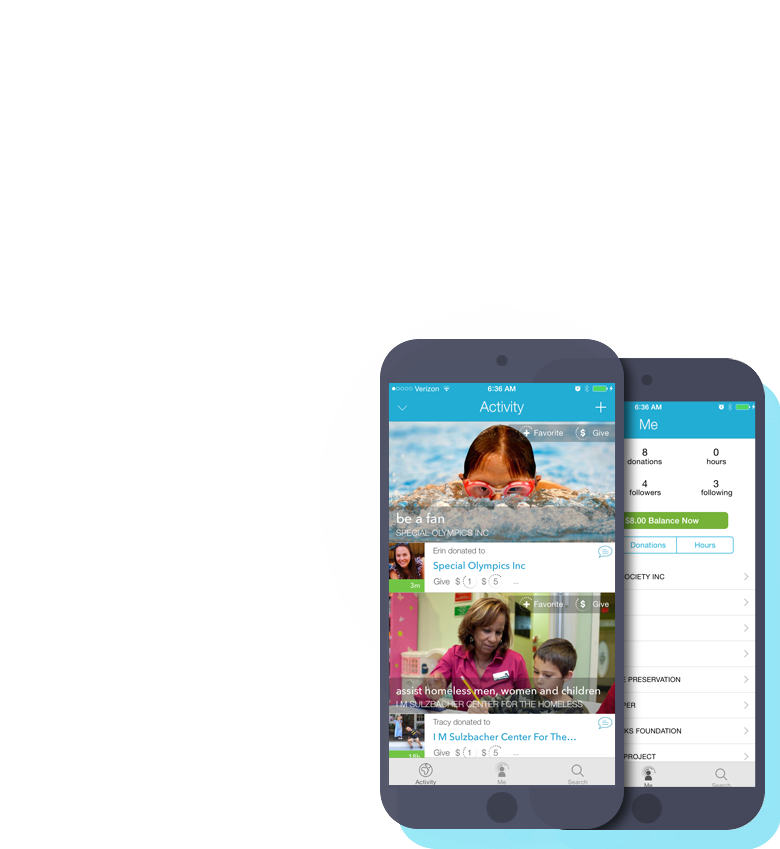 Verizon
6:36 AM
Activity
Favorite
$ Give
be a fan
SPECIAL OLYMPICS INC
Erin donated to
Special Olympics Inc
3m
Give $ 1 $ 5 ...
Favorite
$ Give
assist homeless men, women and children
I M SULZBACHER CENTER FOR THE HOMELESS
Tracy donated to
I M Sulzbacher Center For The...
Give $ 1 $ 5 ...
Activity
Me
Search
6:36 AM
Me
8
donations
0
hours
4
followers
3
following
$8.00 Balance Now
Donations
Hours
OCIETY INC
E PRESERVATION
PER
KS FOUNDATION
PROJECT
Me
Search